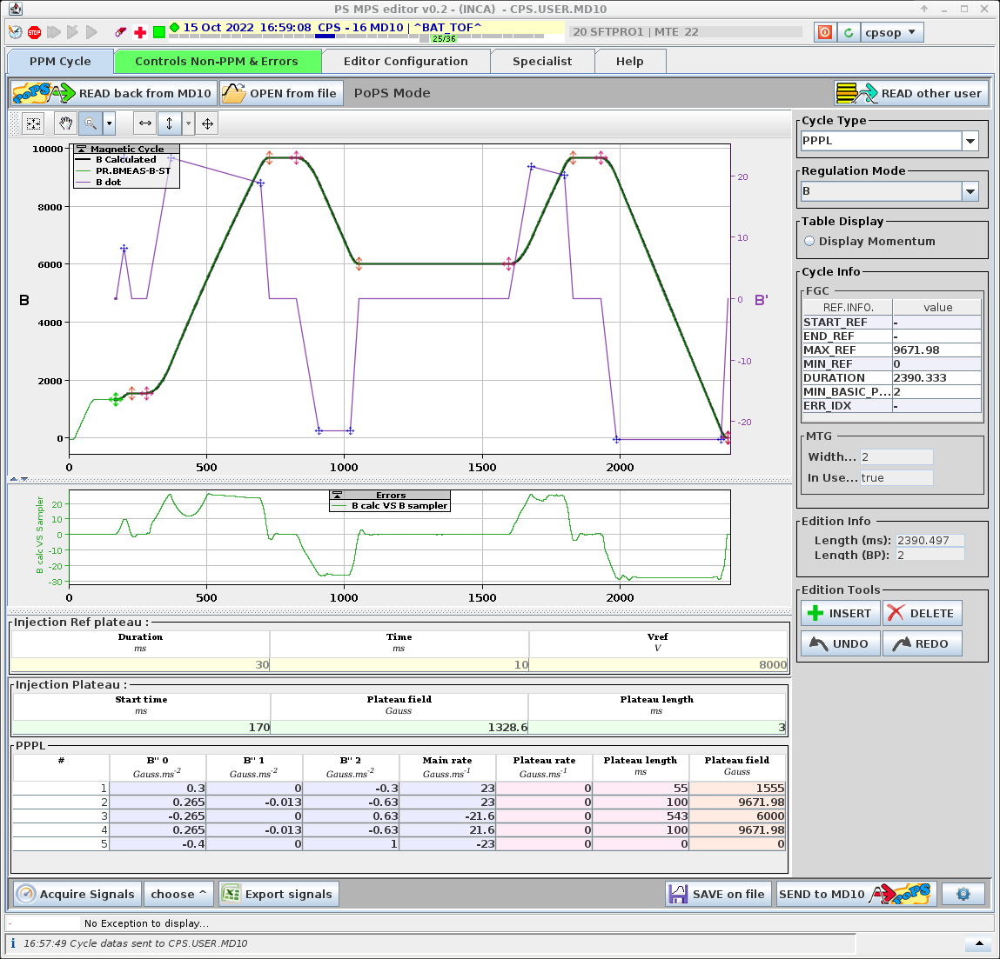 PS MPS editor v0.2 - (INCA)  - CPS.USER.MD10
STOP
15 Oct 2022  16:59:08  CPS - 16 MD10 | ^BAT_TOF^
25/36
20 SFTPRO1 | MTE 22
cpsop
PPM Cycle
Controls Non-PPM & Errors
Editor Configuration
Specialist
Help
PoPS READ back from MD10
OPEN from file
PoPS Mode
READ other user
Magnetic Cycle
B Calculated
PR.BMEAS-B-ST
B dot
10000
8000
6000
4000
2000
0
B
20
10
0
-10
-20
B'
0 500 1000 1500 2000
Errors
B calc VS B sampler
B calc VS Sampler
20
10
0
-10
-20
-30
0 500 1000 1500 2000
Cycle Type
PPPL
Regulation Mode
B
Table Display
Display Momentum
Cycle Info
FGC
REF.INFO. value
START_REF -
END_REF -
MAX_REF 9671.98
MIN_REF 0
DURATION 2390.333
MIN_BASIC_P... 2
ERR_IDX -
MTG
Width... 2
In Use... true
Edition Info
Length (ms): 2390.497
Length (BP): 2
Edition Tools
INSERT DELETE
UNDO REDO
Injection Ref plateau :
Duration Time Vref
ms ms V
30 10 8000
Injection Plateau :
Start time Plateau field Plateau length
ms Gauss ms
170 1328.6 3
PPPL
# B'' 0 B'' 1 B'' 2 Main rate Plateau rate Plateau length Plateau field
Gauss.ms-2 Gauss.ms-2 Gauss.ms-2 Gauss.ms-1 Gauss.ms-1 ms Gauss
1 0.3 0 -0.3 23 0 55 1555
2 0.265 -0.013 -0.63 23 0 100 9671.98
3 -0.265 0 0.63 -21.6 0 543 6000
4 0.265 -0.013 -0.63 21.6 0 100 9671.98
5 -0.4 0 1 -23 0 0 0
Acquire Signals
choose ^
Export signals
SAVE on file
SEND to MD10 PoPS
- No Exception to display...
i 16:57:49 Cycle datas sent to CPS.USER.MD10